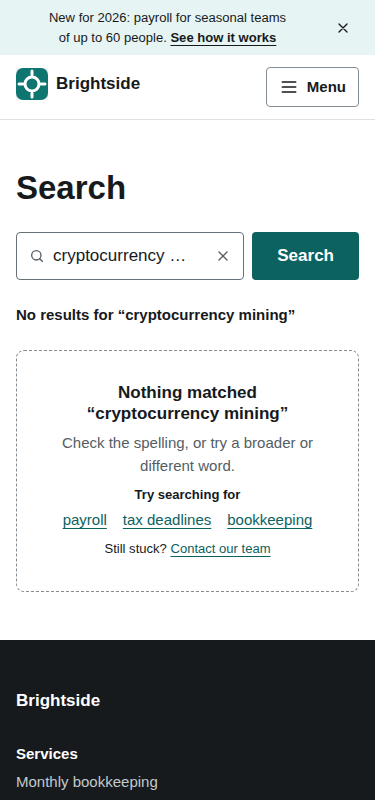 New for 2026: payroll for seasonal teams
of up to 60 people. See how it works
Brightside
Menu
Search
cryptocurrency …
Search
No results for “cryptocurrency mining”
Nothing matched
“cryptocurrency mining”
Check the spelling, or try a broader or
different word.
Try searching for
payroll tax deadlines bookkeeping
Still stuck? Contact our team
Brightside
Services
Monthly bookkeeping